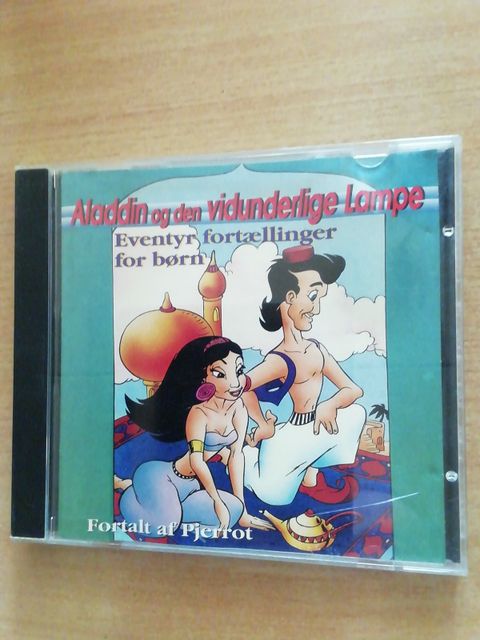 Aladdin og den vidunderlige Lampe
Eventyr fortællinger
for børn
Fortalt af Pjerrot